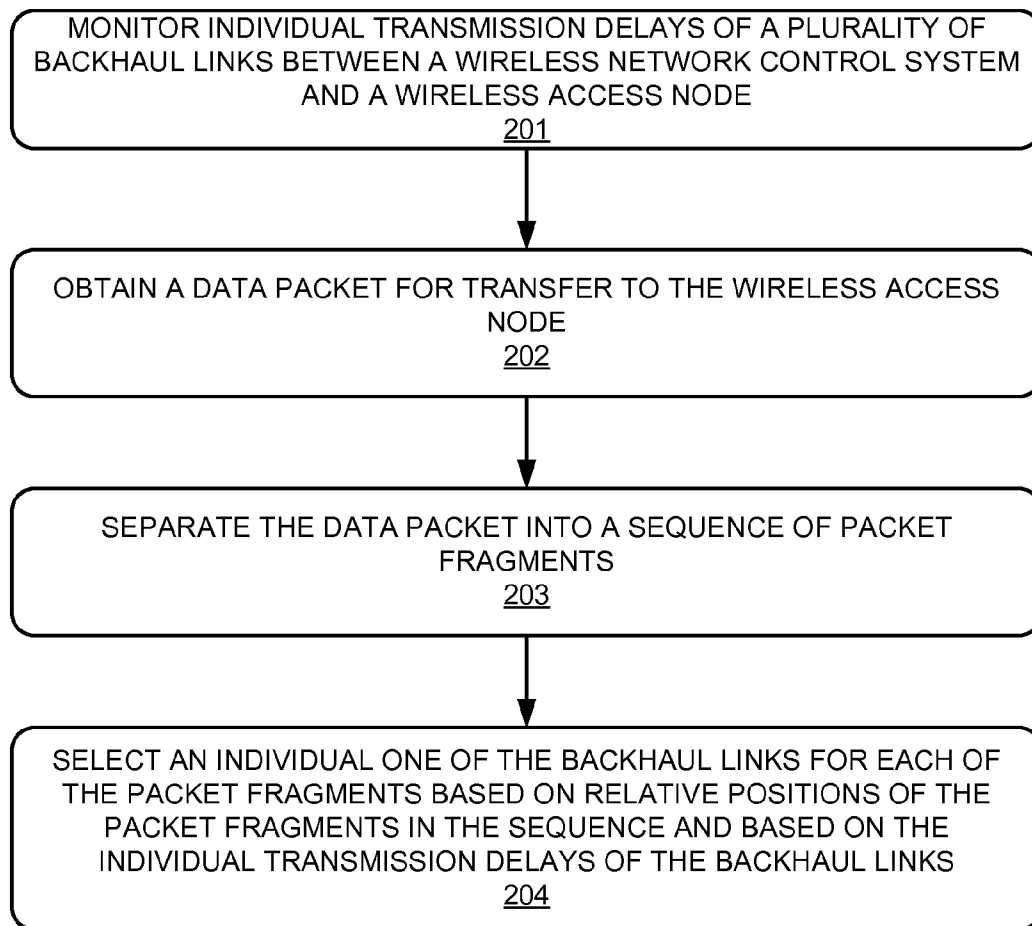 MONITOR INDIVIDUAL TRANSMISSION DELAYS OF A PLURALITY OF
BACKHAUL LINKS BETWEEN A WIRELESS NETWORK CONTROL SYSTEM
AND A WIRELESS ACCESS NODE
201
OBTAIN A DATA PACKET FOR TRANSFER TO THE WIRELESS ACCESS
NODE
202
SEPARATE THE DATA PACKET INTO A SEQUENCE OF PACKET
FRAGMENTS
203
SELECT AN INDIVIDUAL ONE OF THE BACKHAUL LINKS FOR EACH OF
THE PACKET FRAGMENTS BASED ON RELATIVE POSITIONS OF THE
PACKET FRAGMENTS IN THE SEQUENCE AND BASED ON THE
INDIVIDUAL TRANSMISSION DELAYS OF THE BACKHAUL LINKS
204